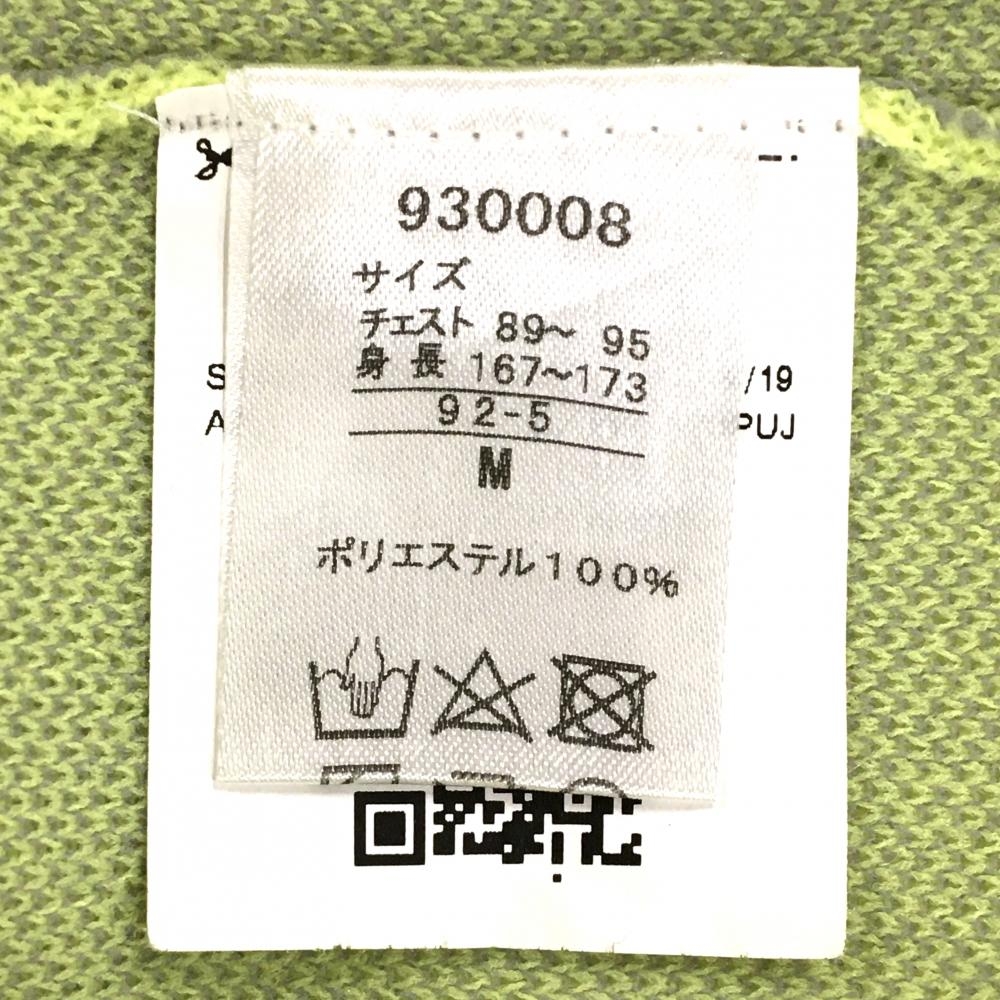 930008
サイズ
チェスト 89～ 95
身 長 167～173
92-5
M
ポリエステル100%
S /19
A PUJ